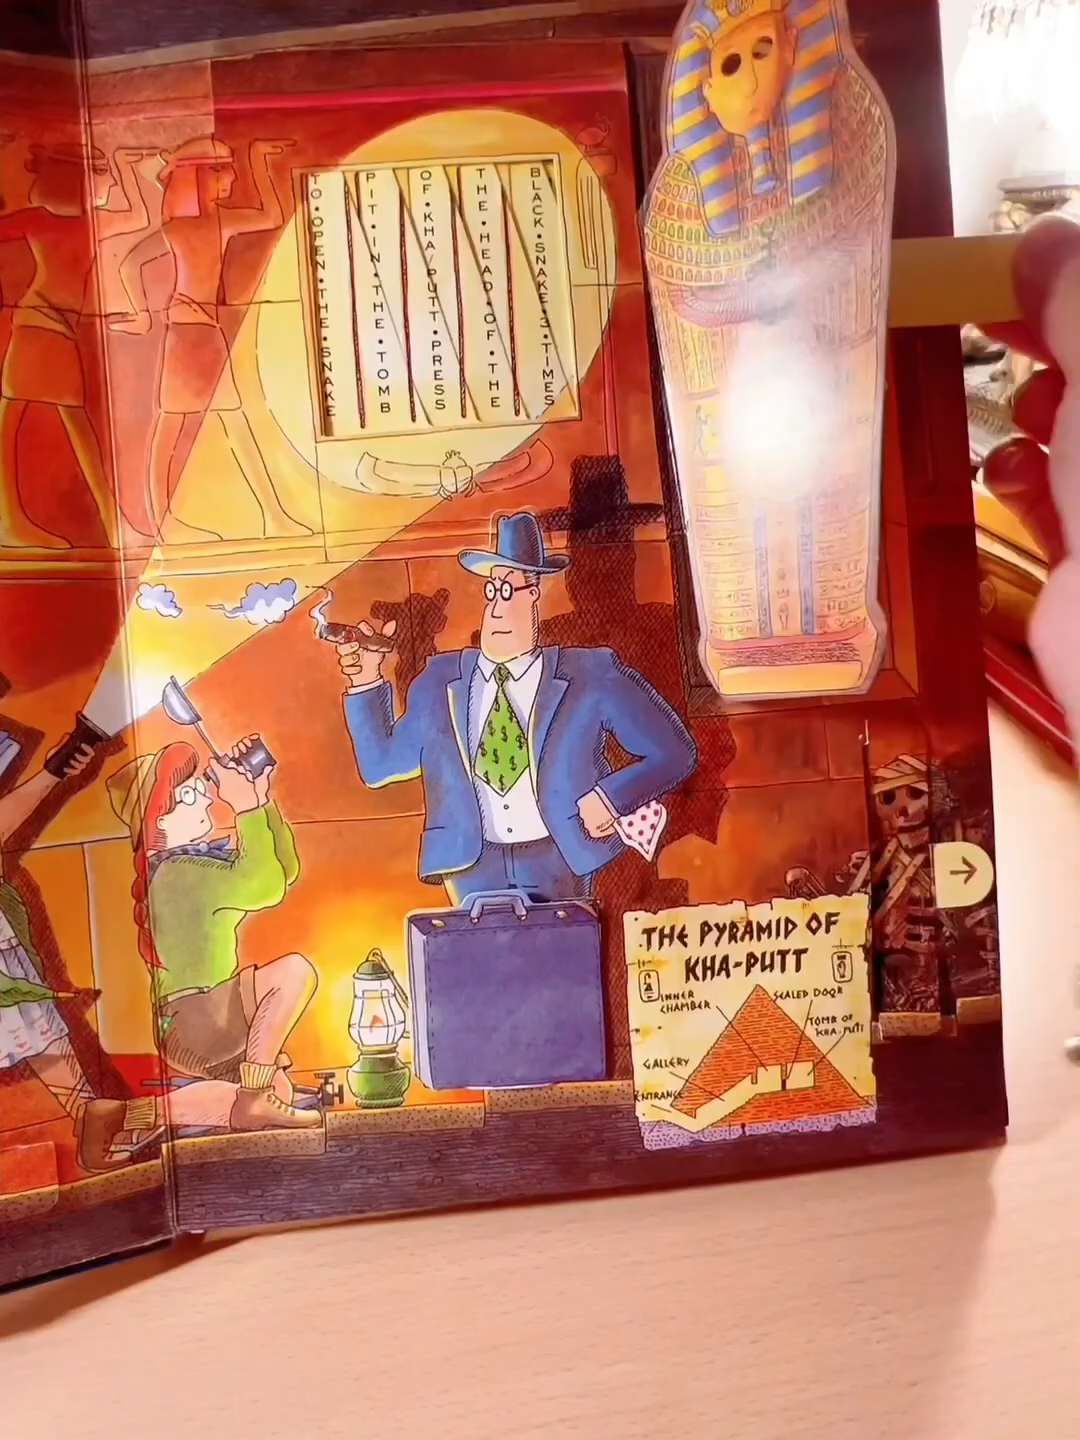 TO•OPEN•THE•SNAKE
PIT•IN•THE•TOMB
OF•KHA-PUTT•PRESS
THE•HEAD•OF•THE
BLACK•SNAKE•3•TIMES
THE PYRAMID OF
KHA-PUTT
INNER
CHAMBER
SEALED DOOR
TOMB OF
KHA-PUTT
GALLERY
ENTRANCE